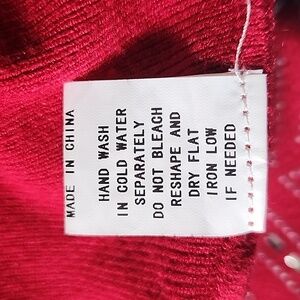 MADE IN CHINA
HAND WASH
IN COLD WATER
SEPARATELY
DO NOT BLEACH
RESHAPE AND
DRY FLAT
IRON LOW
IF NEEDED